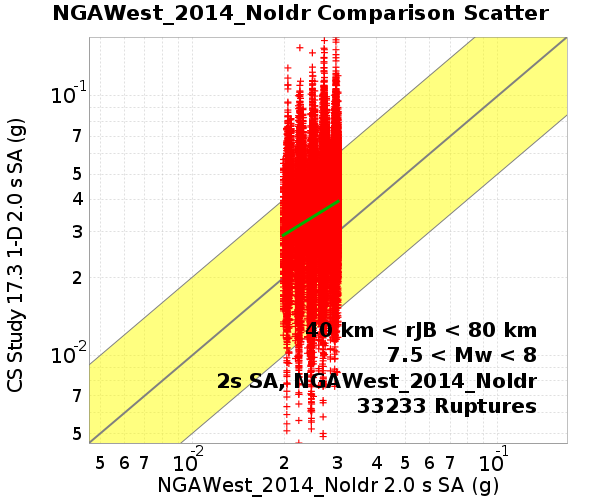 NGAWest_2014_NoIdr Comparison Scatter
CS Study 17.3 1-D 2.0 s SA (g)
10-1
7
5
4
3
2
10-2
7
5
40 km < rJB < 80 km
7.5 < Mw < 8
2s SA, NGAWest_2014_NoIdr
33233 Ruptures
5 6 7 10-2 2 3 4 5 6 7 10-1
NGAWest_2014_NoIdr 2.0 s SA (g)